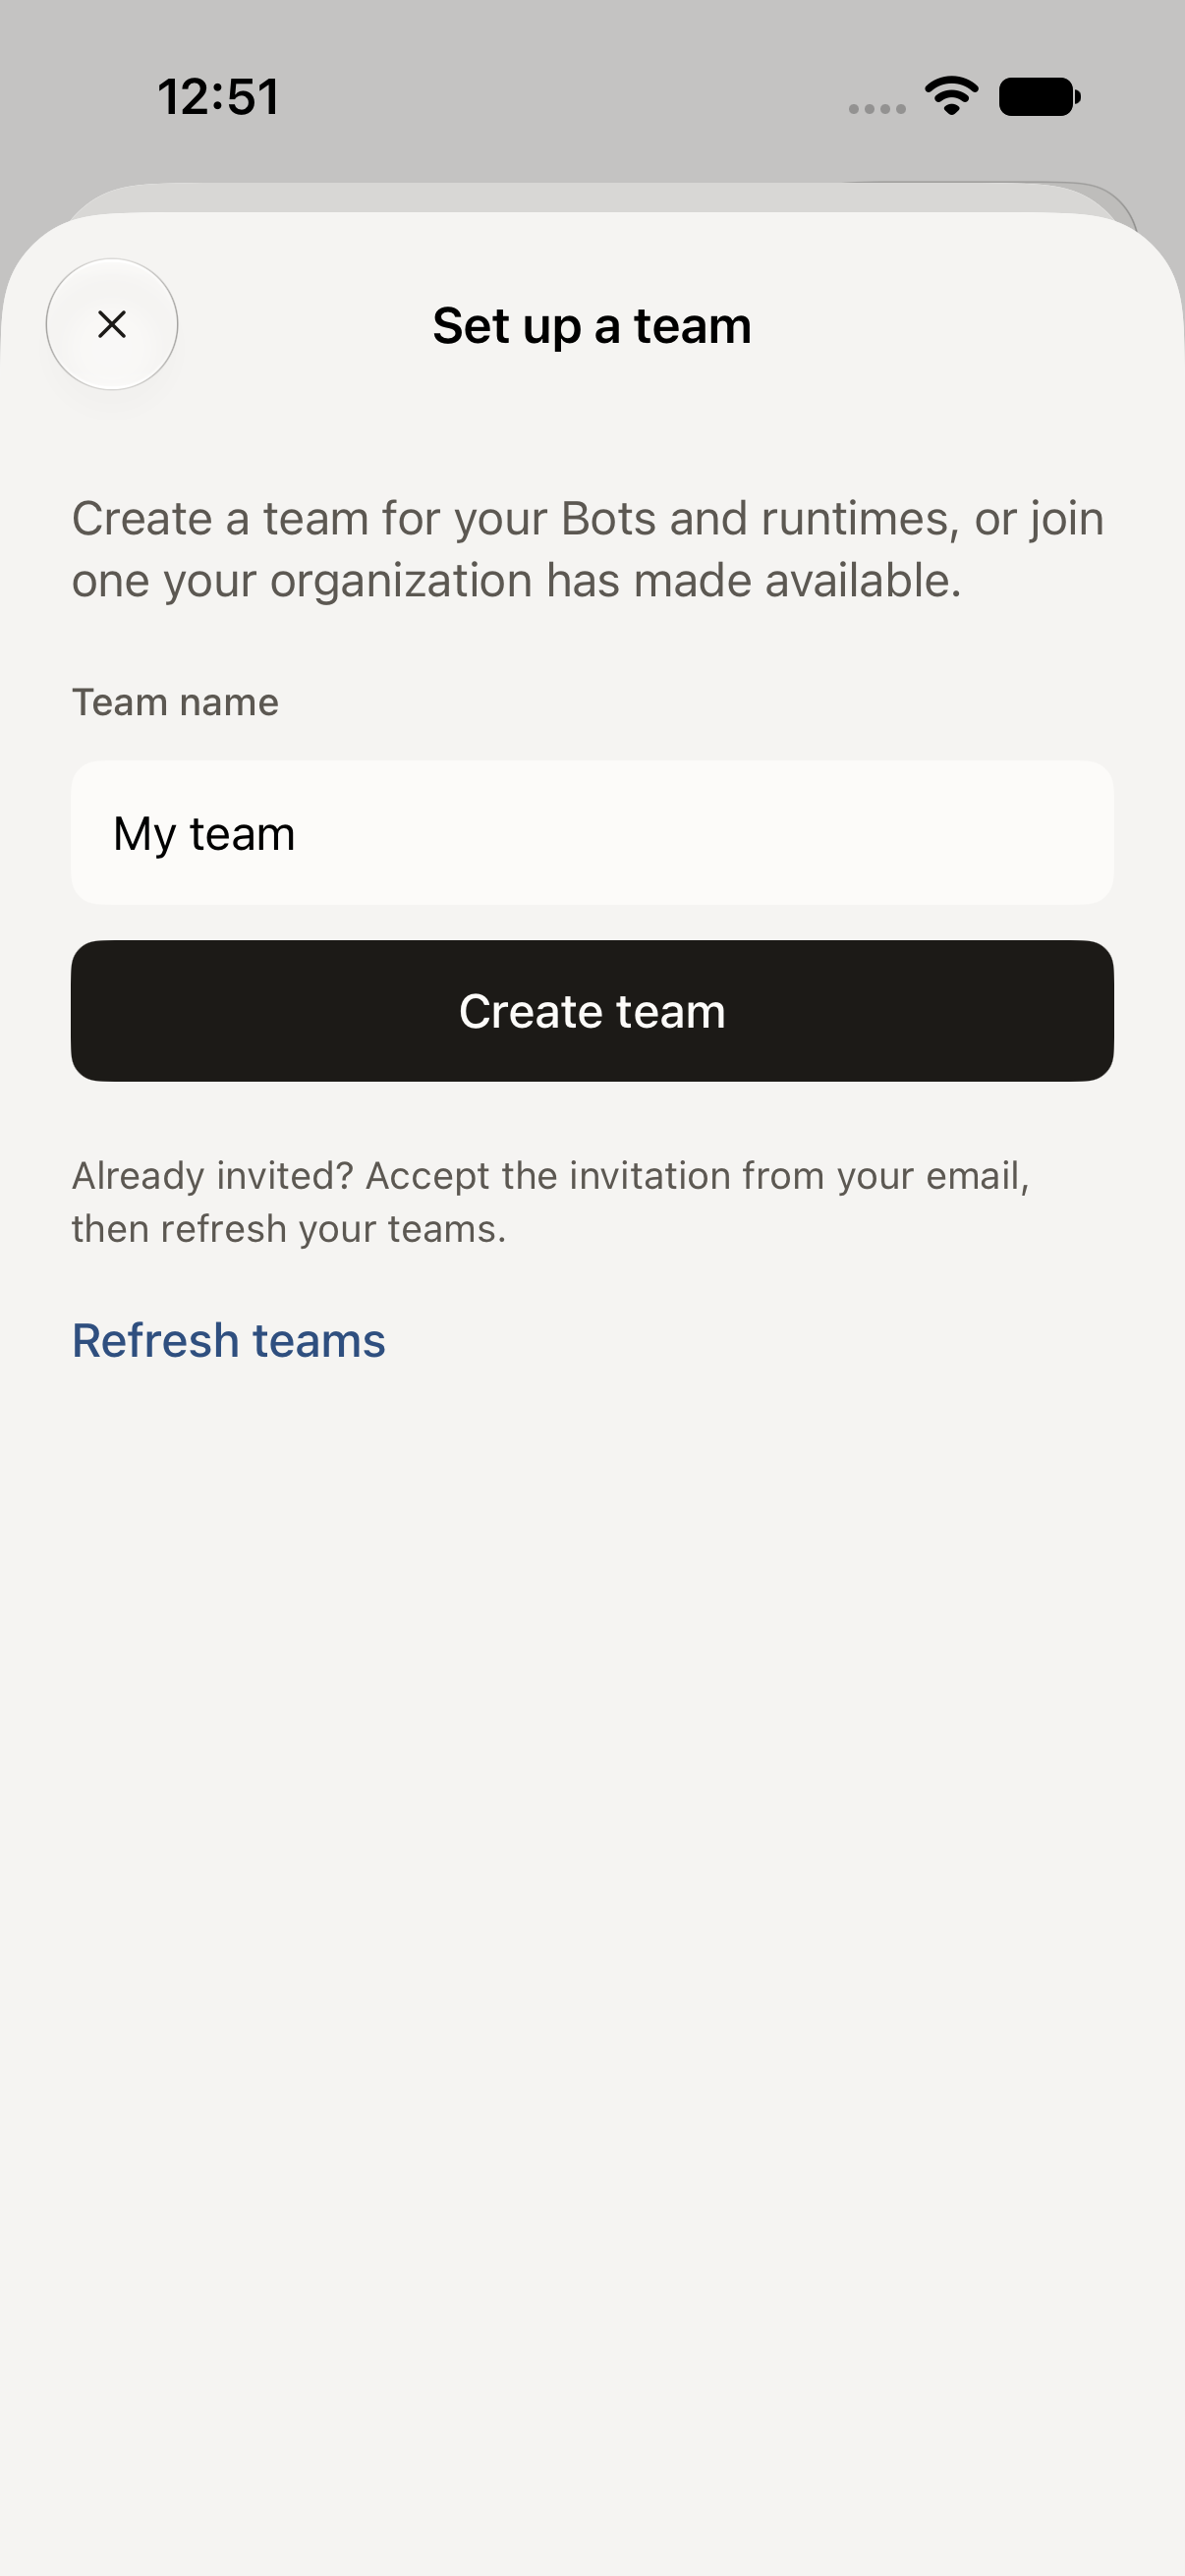 12:51
Set up a team
Create a team for your Bots and runtimes, or join
one your organization has made available.
Team name
My team
Create team
Already invited? Accept the invitation from your email,
then refresh your teams.
Refresh teams